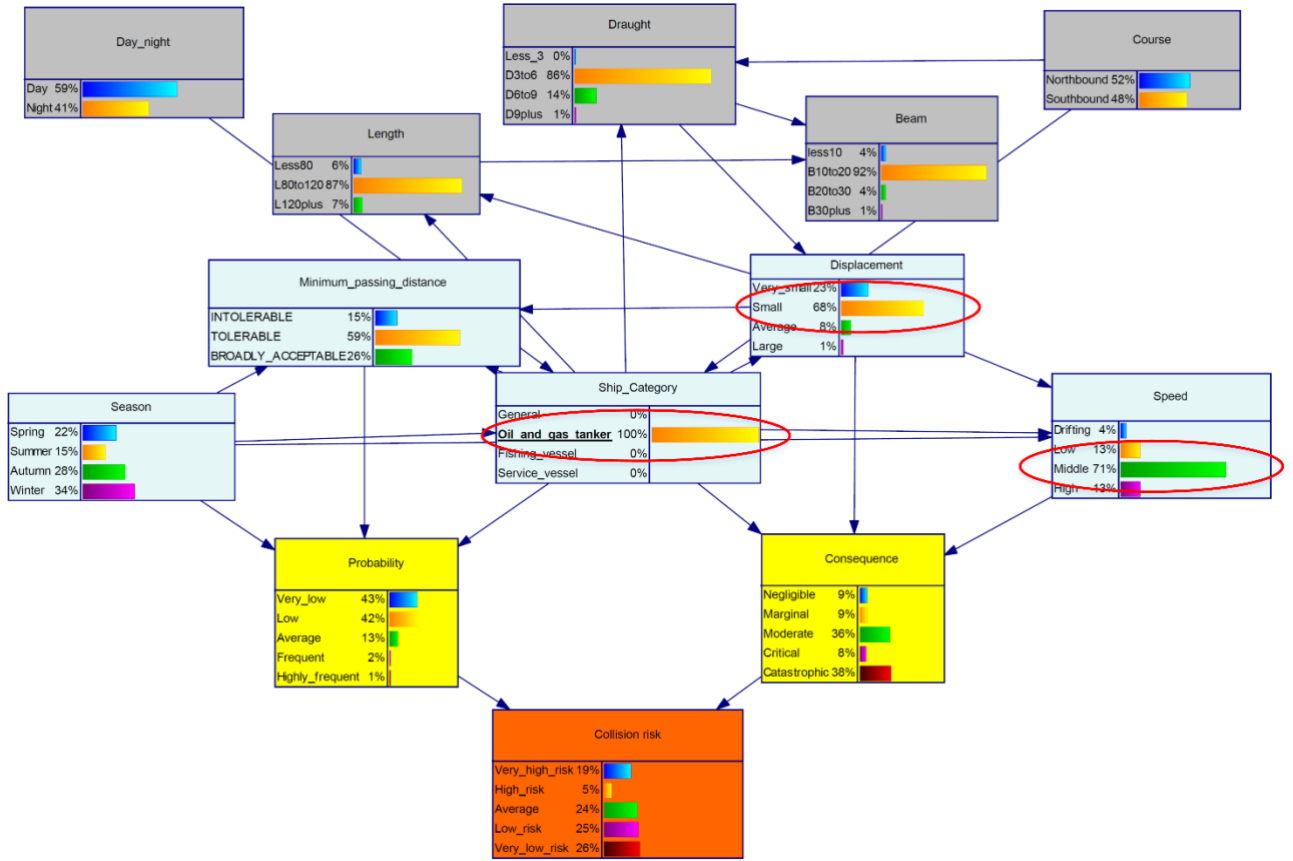 Day_night
Day 59%
Night 41%
Draught
Less_3 0%
D3to6 86%
D6to9 14%
D9plus 1%
Course
Northbound 52%
Southbound 48%
Length
Less80 6%
L80to120 87%
L120plus 7%
Beam
less10 4%
B10to20 92%
B20to30 4%
B30plus 1%
Minimum_passing_distance
INTOLERABLE 15%
TOLERABLE 59%
BROADLY_ACCEPTABLE 26%
Displacement
Very_small 23%
Small 68%
Average 8%
Large 1%
Season
Spring 22%
Summer 15%
Autumn 28%
Winter 34%
Ship_Category
General 0%
Oil_and_gas_tanker 100%
Fishing_vessel 0%
Service_vessel 0%
Speed
Drifting 4%
Low 13%
Middle 71%
High 13%
Probability
Very_low 43%
Low 42%
Average 13%
Frequent 2%
Highly_frequent 1%
Consequence
Negligible 9%
Marginal 9%
Moderate 36%
Critical 8%
Catastrophic 38%
Collision risk
Very_high_risk 19%
High_risk 5%
Average 24%
Low_risk 25%
Very_low_risk 26%